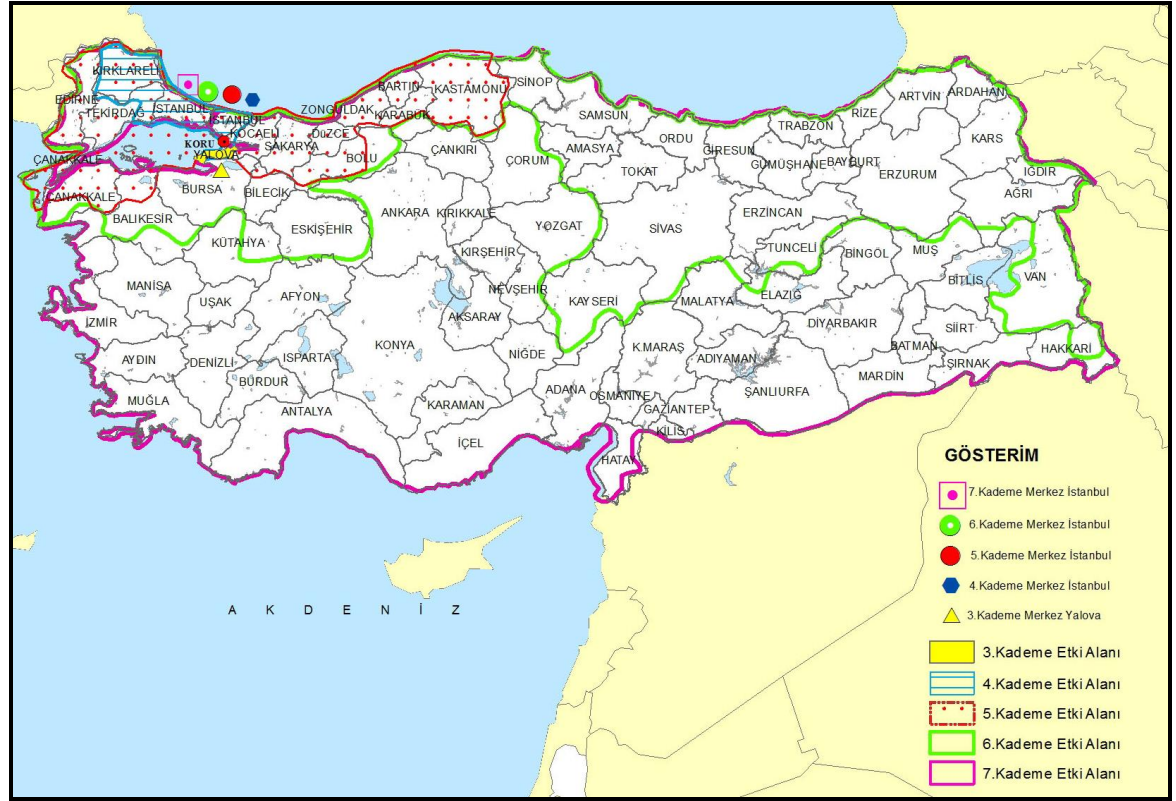 KIRKLARELİ
EDİRNE
TEKİRDAĞ
İSTANBUL
İSTANBUL
KOCAELİ
KORU
YALOVA
SAKARYA
DÜZCE
BOLU
ZONGULDAK
BARTIN
KARABÜK
KASTAMONU
SİNOP
SAMSUN
ORDU
GİRESUN
TRABZON
RİZE
ARTVİN
ARDAHAN
KARS
IĞDIR
AĞRI
ÇANAKKALE
ÇANAKKALE
BALIKESİR
BURSA
BİLECİK
KÜTAHYA
ESKİŞEHİR
ANKARA
ÇANKIRI
ÇORUM
AMASYA
TOKAT
GÜMÜŞHANE
BAYBURT
ERZURUM
ERZİNCAN
KIRIKKALE
YOZGAT
SİVAS
TUNCELİ
BİNGÖL
MUŞ
BİTLİS
VAN
KIRŞEHİR
NEVŞEHİR
KAYSERİ
MALATYA
ELAZIĞ
DİYARBAKIR
SİİRT
BATMAN
ŞIRNAK
HAKKARİ
MARDİN
MANİSA
UŞAK
AFYON
İZMİR
AYDIN
DENİZLİ
ISPARTA
BURDUR
MUĞLA
ANTALYA
KONYA
AKSARAY
NİĞDE
KARAMAN
İÇEL
ADANA
K.MARAŞ
ADIYAMAN
OSMANİYE
GAZİANTEP
KİLİS
ŞANLIURFA
HATAY
AKDENİZ
GÖSTERİM
7.Kademe Merkez İstanbul
6.Kademe Merkez İstanbul
5.Kademe Merkez İstanbul
4.Kademe Merkez İstanbul
3.Kademe Merkez Yalova
3.Kademe Etki Alanı
4.Kademe Etki Alanı
5.Kademe Etki Alanı
6.Kademe Etki Alanı
7.Kademe Etki Alanı